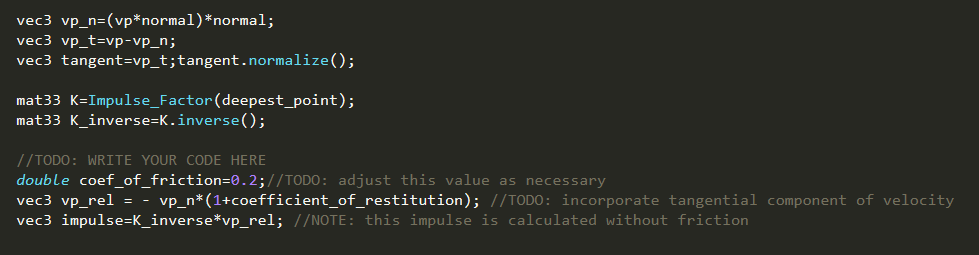 vec3 vp_n=(vp*normal)*normal;
vec3 vp_t=vp-vp_n;
vec3 tangent=vp_t;tangent.normalize();
mat33 K=Impulse_Factor(deepest_point);
mat33 K_inverse=K.inverse();
//TODO: WRITE YOUR CODE HERE
double coef_of_friction=0.2;//TODO: adjust this value as necessary
vec3 vp_rel = - vp_n*(1+coefficient_of_restitution); //TODO: incorporate tangential component of velocity
vec3 impulse=K_inverse*vp_rel; //NOTE: this impulse is calculated without friction